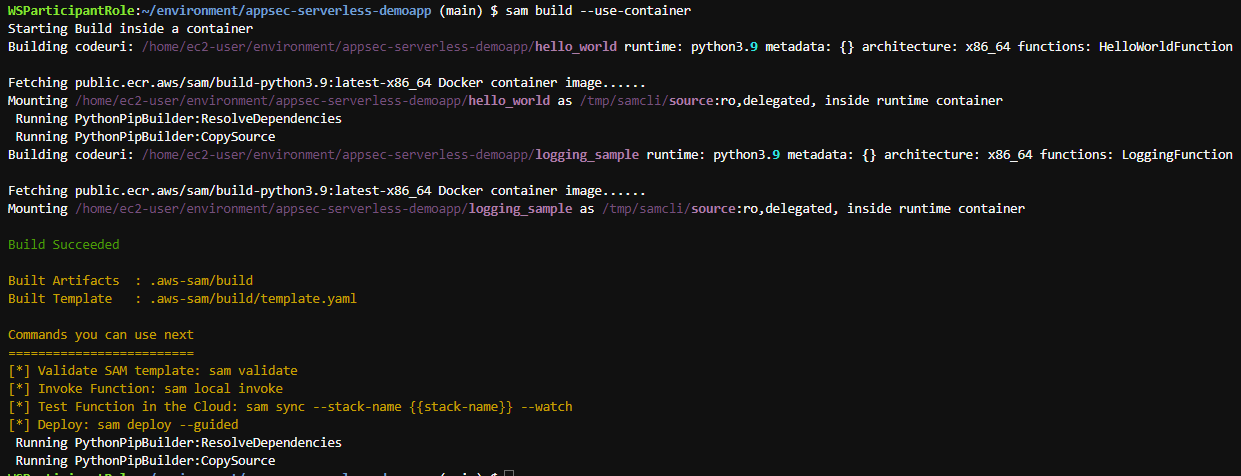 WSParticipantRole:~/environment/appsec-serverless-demoapp (main) $ sam build --use-container
Starting Build inside a container
Building codeuri: /home/ec2-user/environment/appsec-serverless-demoapp/hello_world runtime: python3.9 metadata: {} architecture: x86_64 functions: HelloWorldFunction
Fetching public.ecr.aws/sam/build-python3.9:latest-x86_64 Docker container image......
Mounting /home/ec2-user/environment/appsec-serverless-demoapp/hello_world as /tmp/samcli/source:ro,delegated, inside runtime container
Running PythonPipBuilder:ResolveDependencies
Running PythonPipBuilder:CopySource
Building codeuri: /home/ec2-user/environment/appsec-serverless-demoapp/logging_sample runtime: python3.9 metadata: {} architecture: x86_64 functions: LoggingFunction
Fetching public.ecr.aws/sam/build-python3.9:latest-x86_64 Docker container image......
Mounting /home/ec2-user/environment/appsec-serverless-demoapp/logging_sample as /tmp/samcli/source:ro,delegated, inside runtime container
Build Succeeded
Built Artifacts  : .aws-sam/build
Built Template   : .aws-sam/build/template.yaml
Commands you can use next
=========================
[*] Validate SAM template: sam validate
[*] Invoke Function: sam local invoke
[*] Test Function in the Cloud: sam sync --stack-name {{stack-name}} --watch
[*] Deploy: sam deploy --guided
Running PythonPipBuilder:ResolveDependencies
Running PythonPipBuilder:CopySource